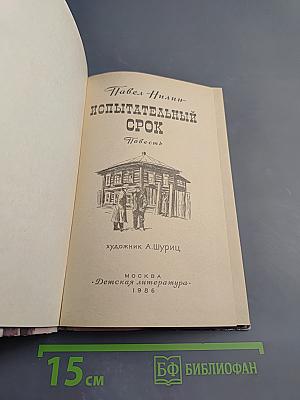 Павел Нилин
ИСПЫТАТЕЛЬНЫЙ
СРОК
Повесть
ХУДОЖНИК А.ШУРИЦ
МОСКВА
«Детская литература»
1986
15 см
БФ БИБЛИОФАН